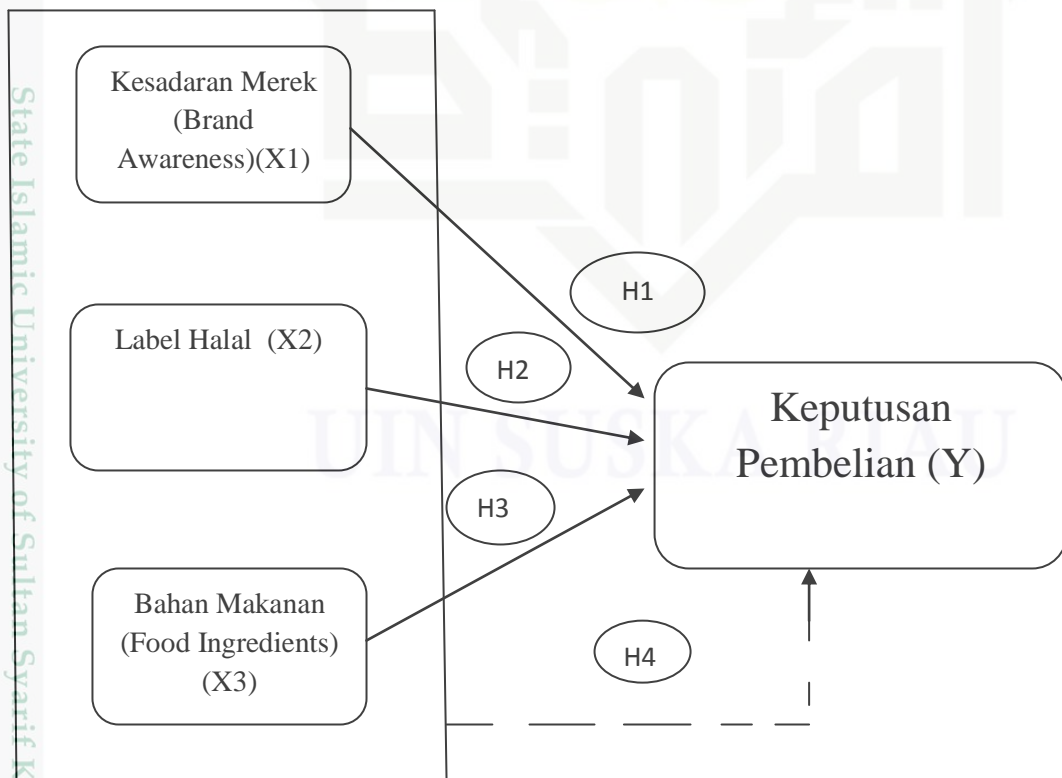 Kesadaran Merek
(Brand
Awareness)(X1)
Label Halal (X2)
Bahan Makanan
(Food Ingredients)
(X3)
H1
H2
H3
H4
Keputusan
Pembelian (Y)
UIN SUSKA RIAU
State Islamic University of Sultan Syarif K